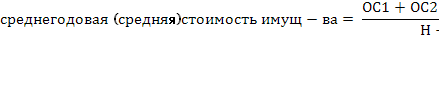 среднегодовая (средняя)стоимость имущ − ва = ОС1 + ОС2
Н −